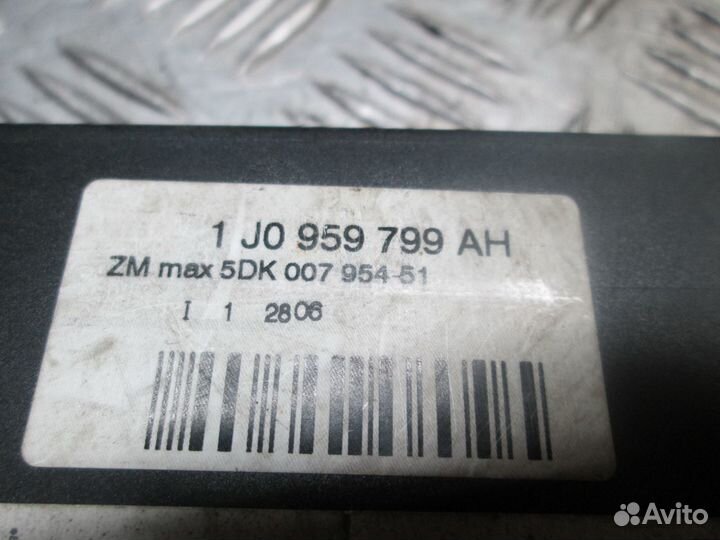 1 J0 959 799 AH
ZM max 5DK 007 954-51
I 1 2806
Avito